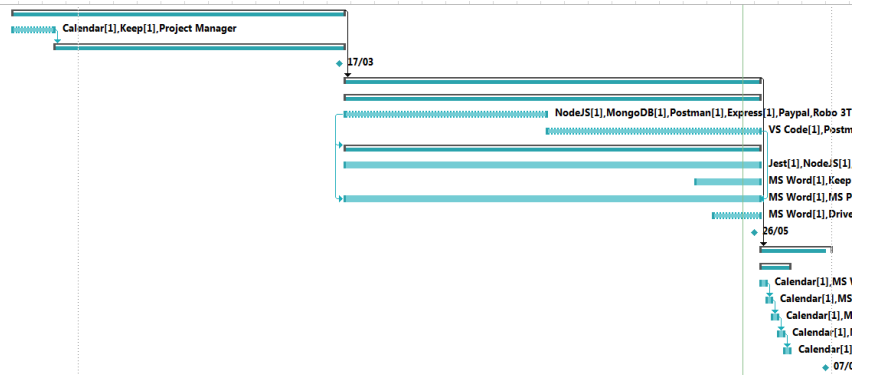 Calendar[1],Keep[1],Project Manager
17/03
NodeJS[1],MongoDB[1],Postman[1],Express[1],Paypal,Robo 3T
VS Code[1],Postm
Jest[1],NodeJS[1]
MS Word[1],Keep
MS Word[1],MS P
MS Word[1],Drive
26/05
Calendar[1],MS
Calendar[1],MS
Calendar[1],M
Calendar[1],
Calendar[1]
07/0